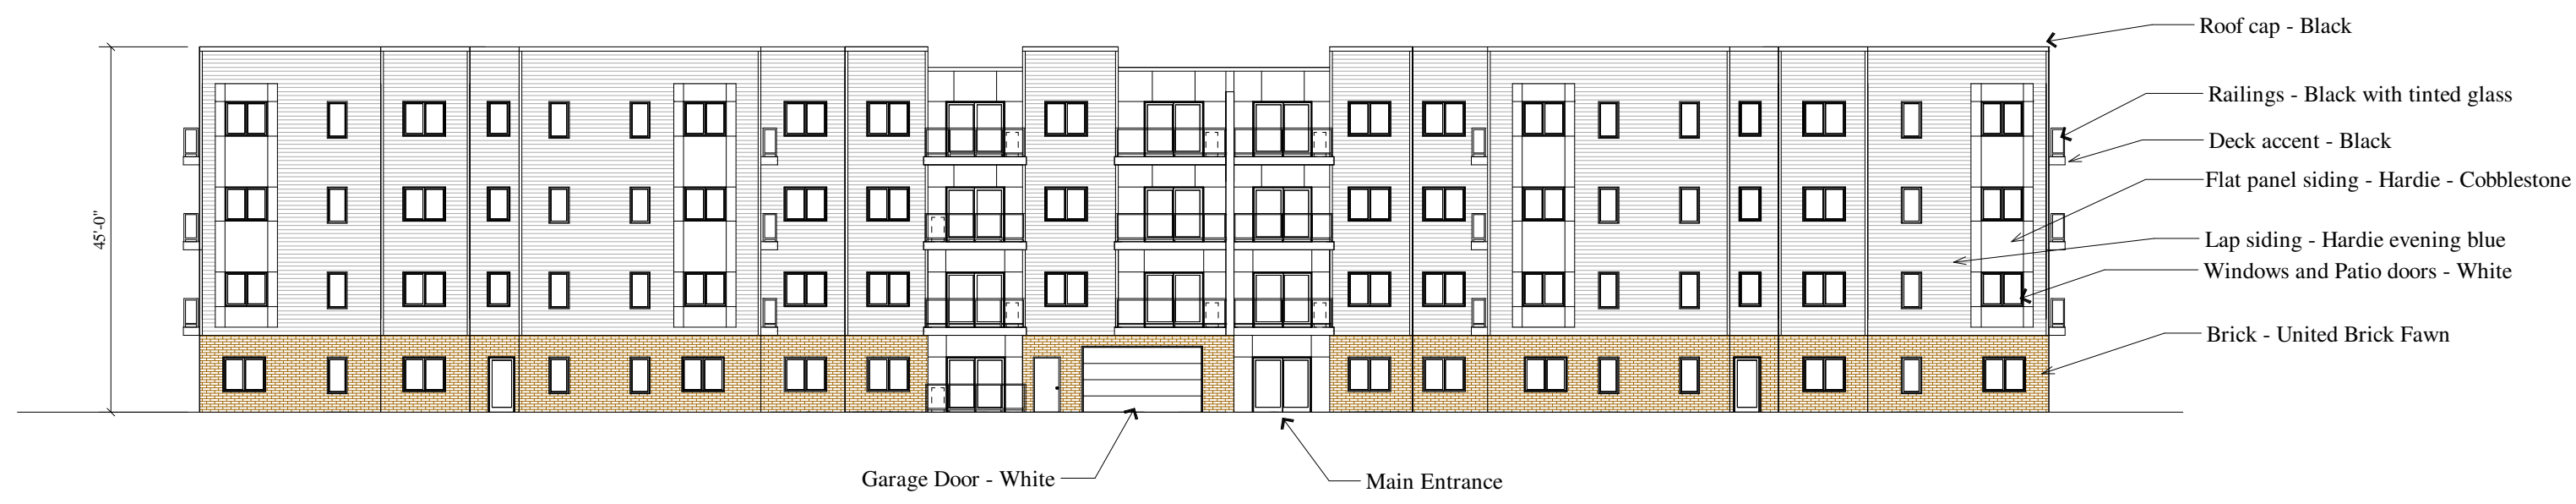 Roof cap - Black
Railings - Black with tinted glass
Deck accent - Black
Flat panel siding - Hardie - Cobblestone
45'-0"
Lap siding - Hardie evening blue
Windows and Patio doors - White
Brick - United Brick Fawn
Garage Door - White
Main Entrance